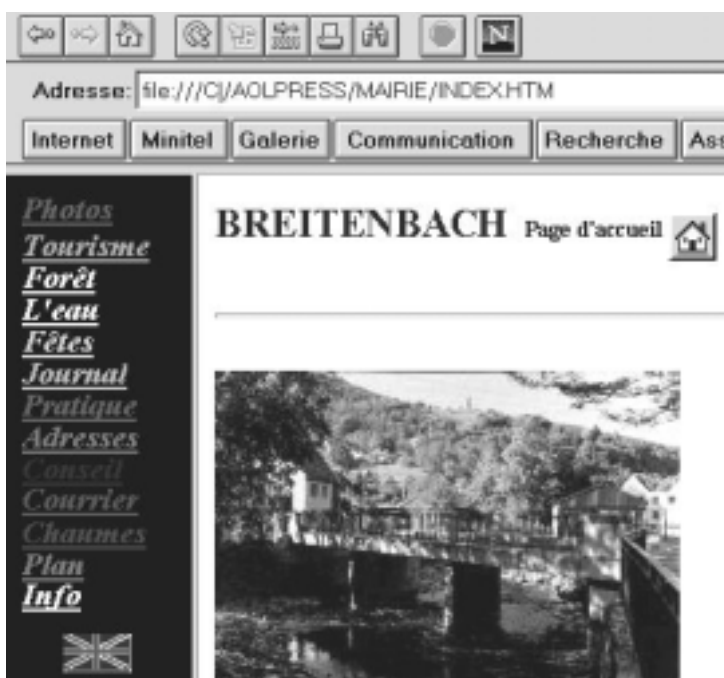 N
Adresse: file:///C|/AOLPRESS/MAIRIE/INDEX.HTM
Internet Minitel Galerie Communication Recherche Ass
BREITENBACH Page d'accueil
Photos
Tourisme
Forêt
L'eau
Fêtes
Journal
Pratique
Adresses
Conseil
Courrier
Chaumes
Plan
Info